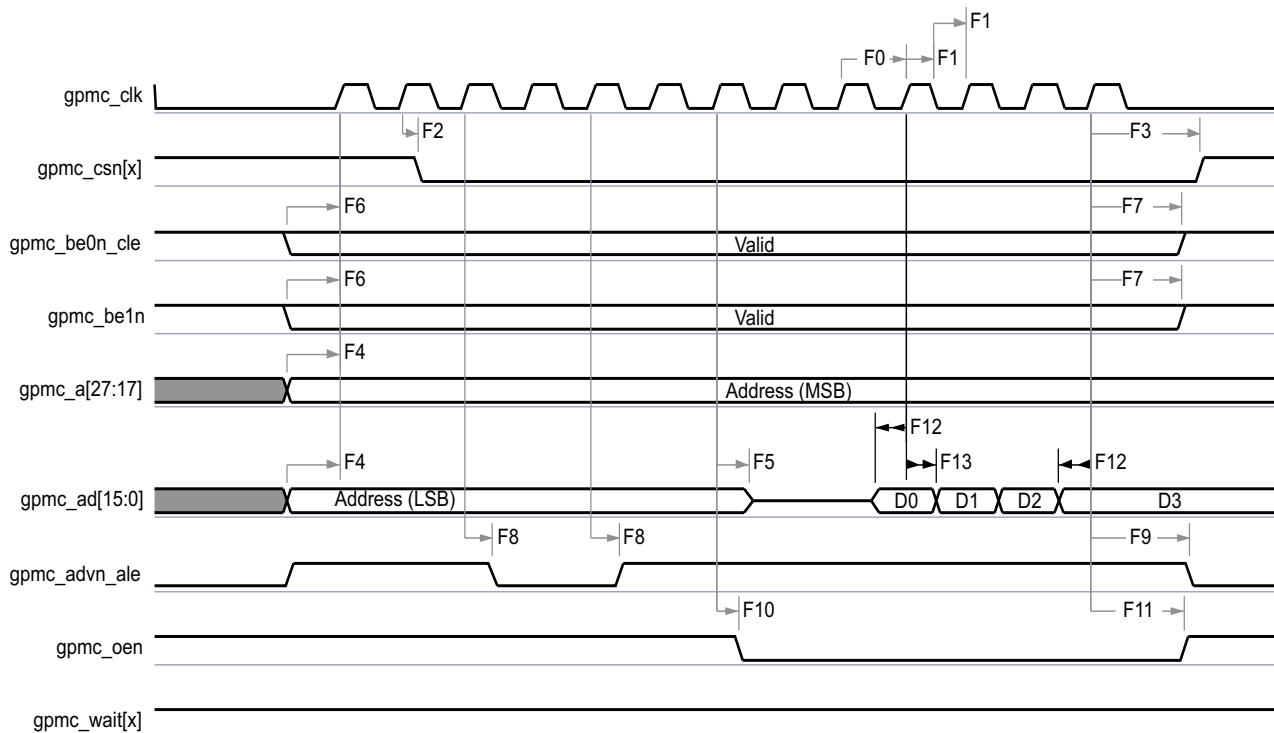 F1
F0 F1
gpmc_clk
F2 F3
gpmc_csn[x]
F6 F7
gpmc_be0n_cle
Valid
F6 F7
gpmc_be1n
Valid
F4
gpmc_a[27:17]
Address (MSB)
F12
F4 F5 F13 F12
gpmc_ad[15:0]
Address (LSB) D0 D1 D2 D3
F8 F8 F9
gpmc_advn_ale
F10 F11
gpmc_oen
gpmc_wait[x]